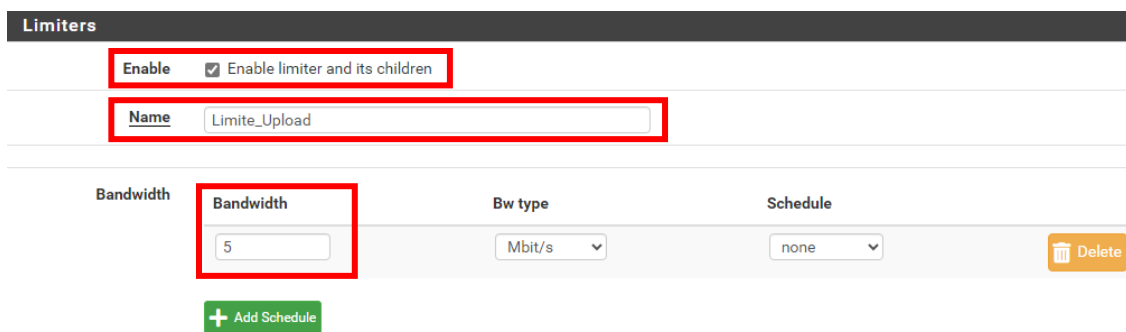 Limiters
Enable Enable limiter and its children
Name Limite_Upload
Bandwidth Bandwidth Bw type Schedule
5 Mbit/s none Delete
Add Schedule